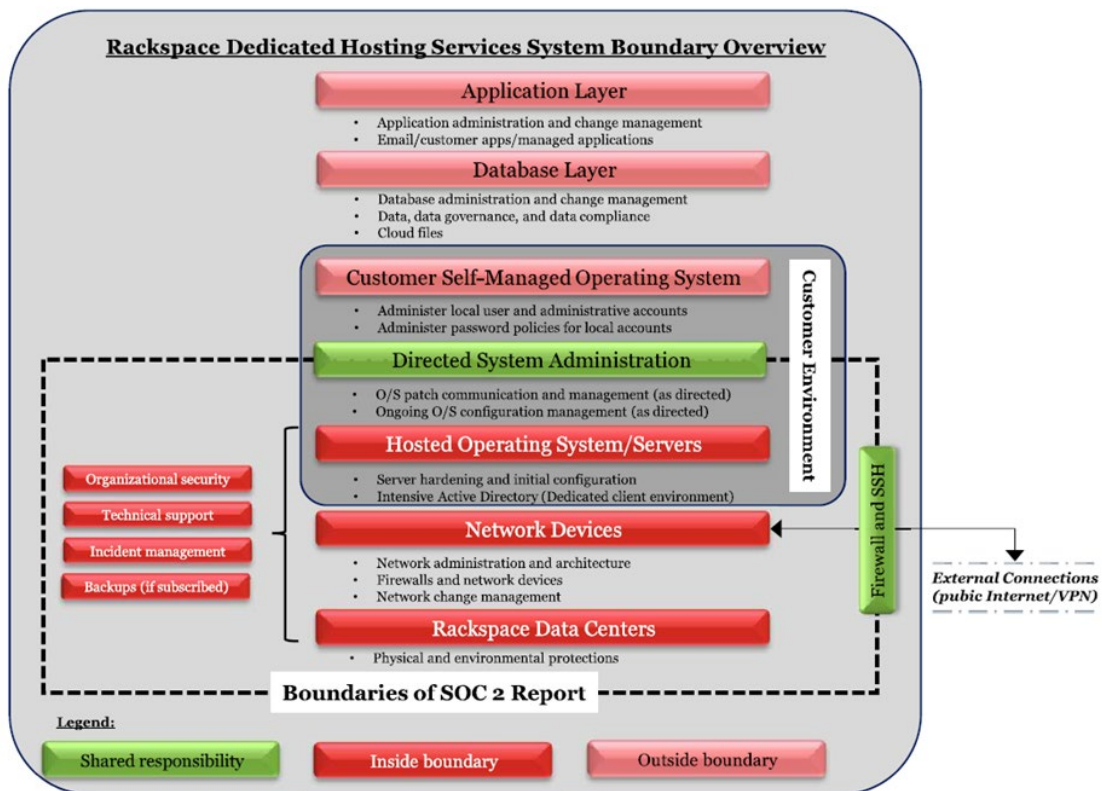 Rackspace Dedicated Hosting Services System Boundary Overview
Application Layer
• Application administration and change management
• Email/customer apps/managed applications
Database Layer
• Database administration and change management
• Data, data governance, and data compliance
• Cloud files
Customer Self-Managed Operating System
• Administer local user and administrative accounts
• Administer password policies for local accounts
Directed System Administration
• O/S patch communication and management (as directed)
• Ongoing O/S configuration management (as directed)
Hosted Operating System/Servers
• Server hardening and initial configuration
• Intensive Active Directory (Dedicated client environment)
Customer Environment
Organizational security
Technical support
Incident management
Backups (if subscribed)
Network Devices
• Network administration and architecture
• Firewalls and network devices
• Network change management
Rackspace Data Centers
• Physical and environmental protections
Firewall and SSH
External Connections
(pubic Internet/VPN)
Boundaries of SOC 2 Report
Legend:
Shared responsibility
Inside boundary
Outside boundary